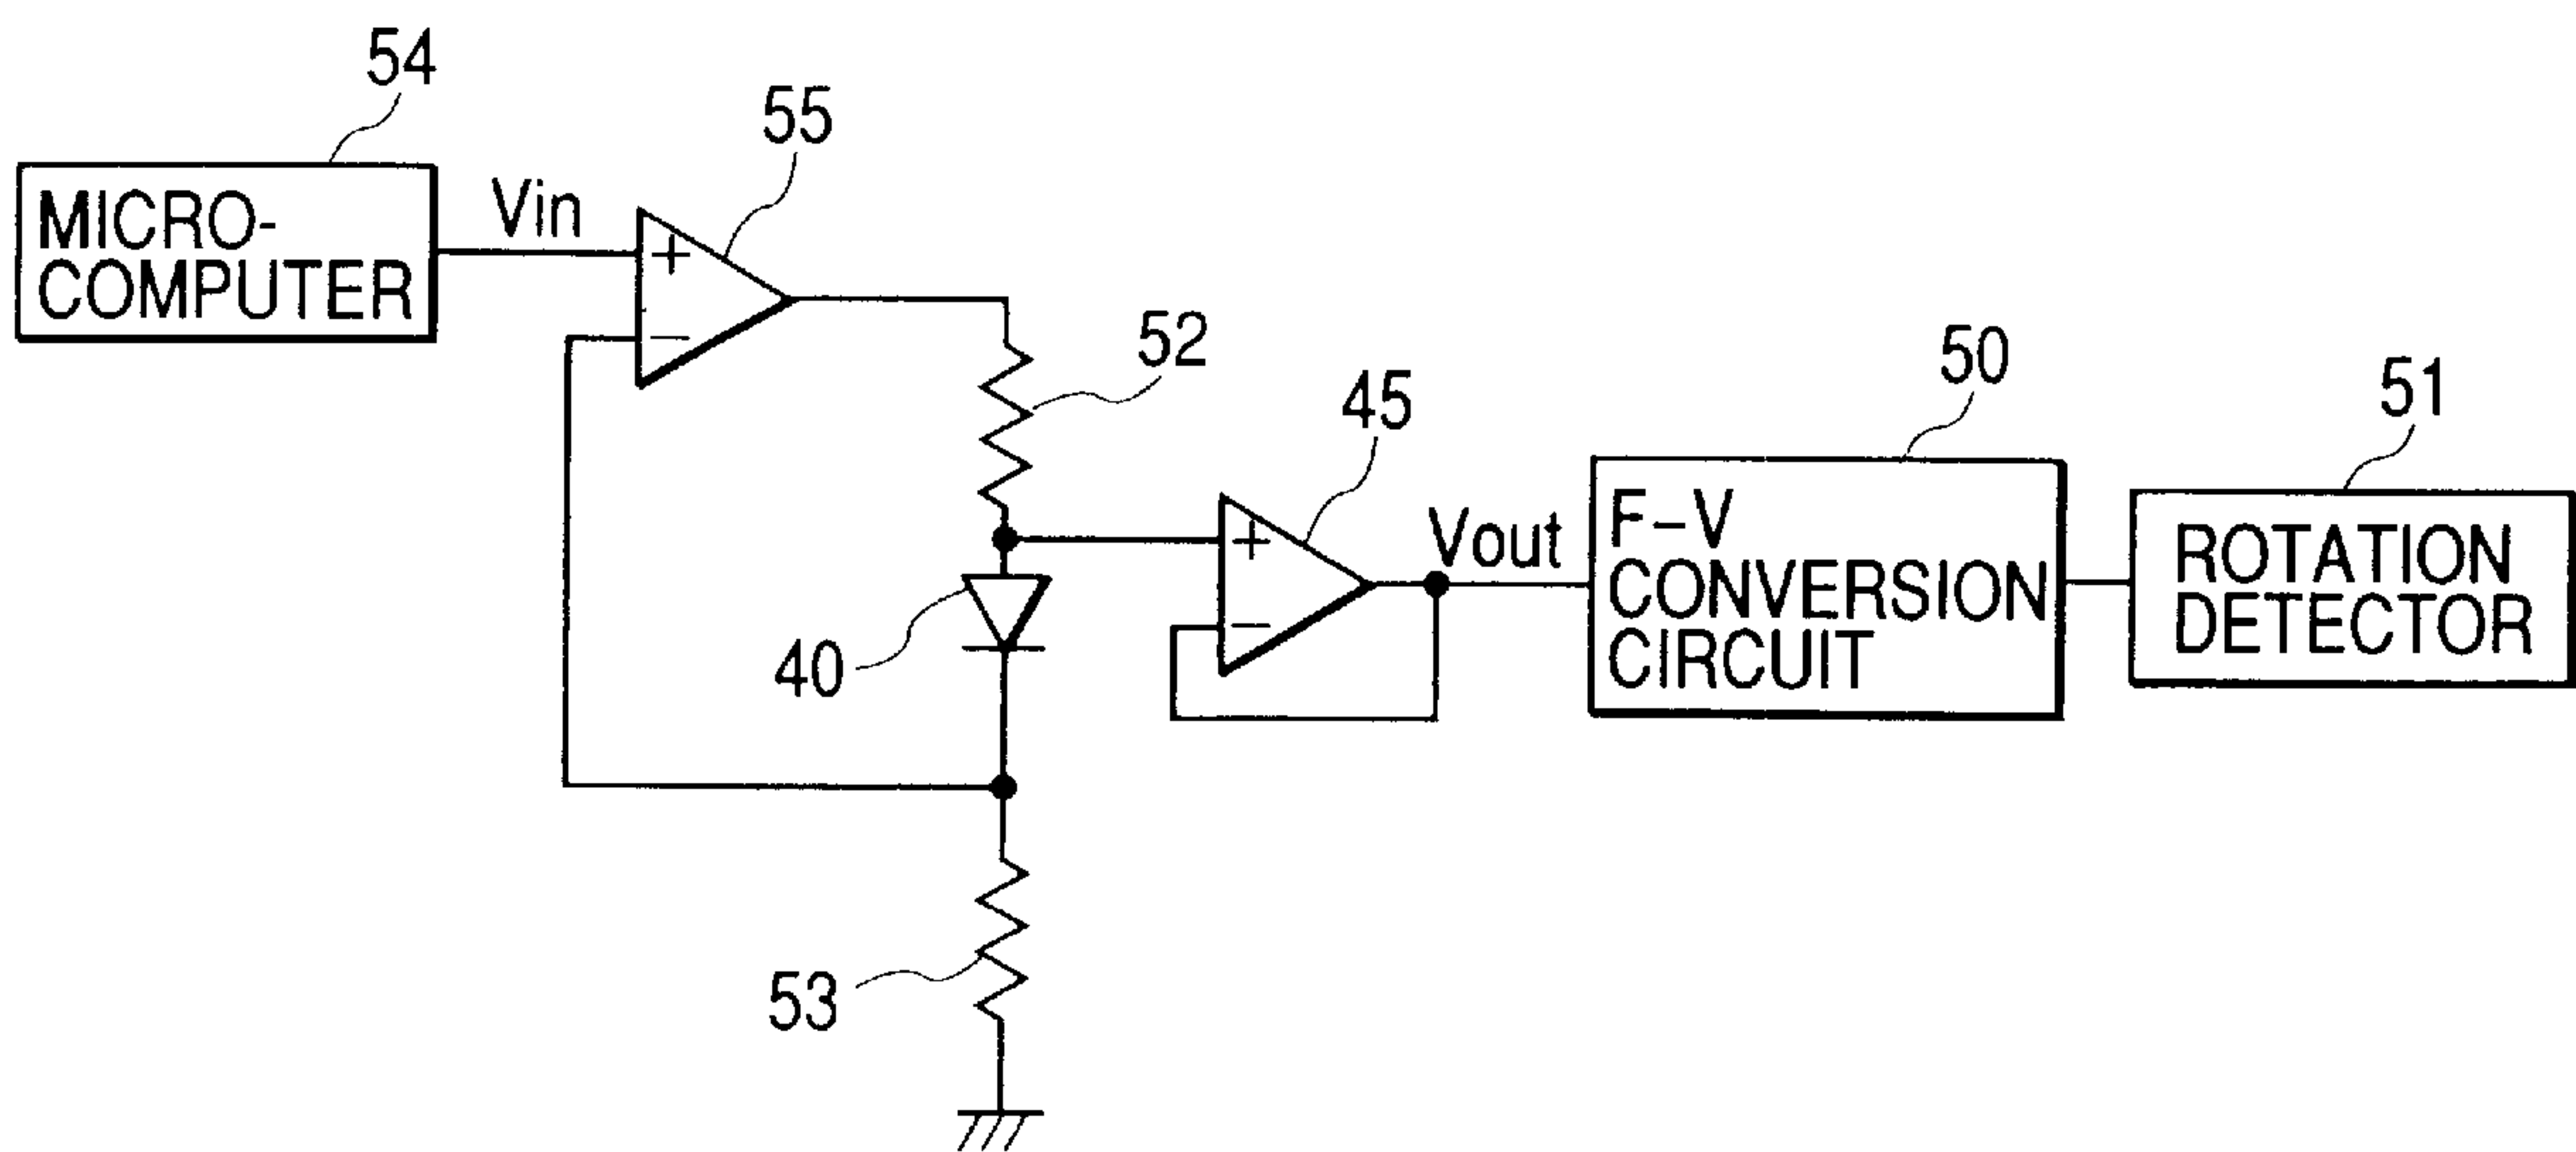 54
55
MICRO-
COMPUTER
Vin
+
−
52
45
50
51
40
+
−
Vout
F-V
CONVERSION
CIRCUIT
ROTATION
DETECTOR
53